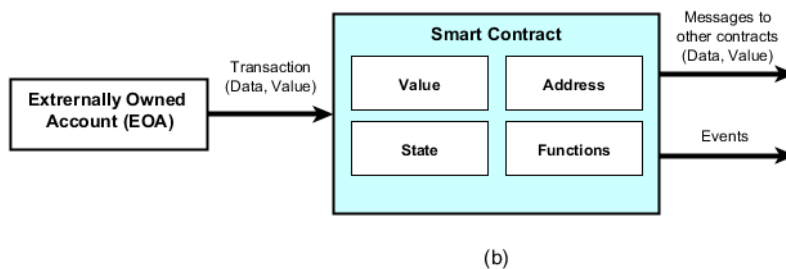 Extrernally Owned
Account (EOA)
Transaction
(Data, Value)
Smart Contract
Value
Address
State
Functions
Messages to
other contracts
(Data, Value)
Events
(b)